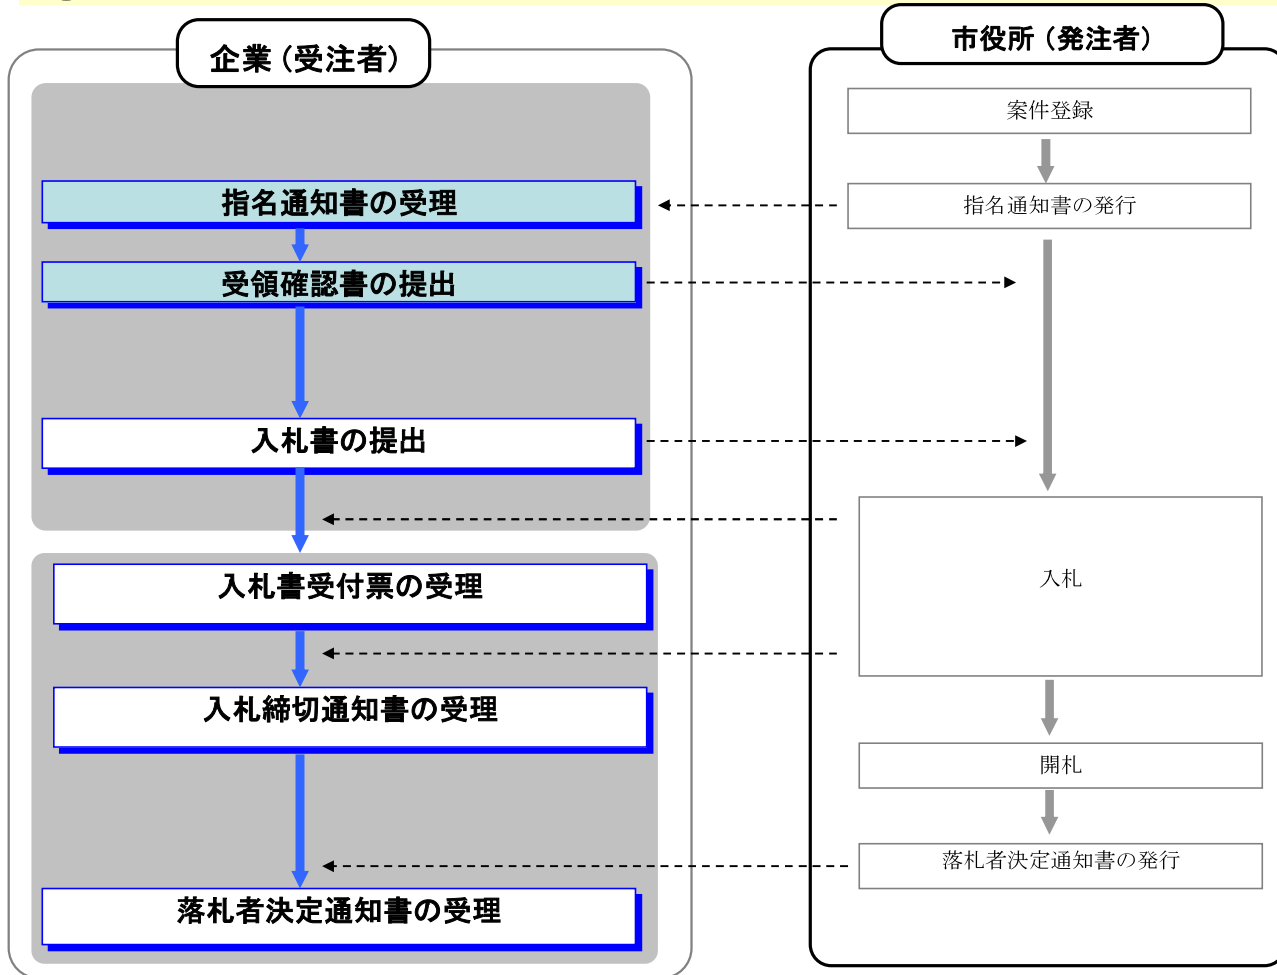 企業（受注者）
指名通知書の受理
受領確認書の提出
入札書の提出
入札書受付票の受理
入札締切通知書の受理
落札者決定通知書の受理
市役所（発注者）
案件登録
指名通知書の発行
入札
開札
落札者決定通知書の発行